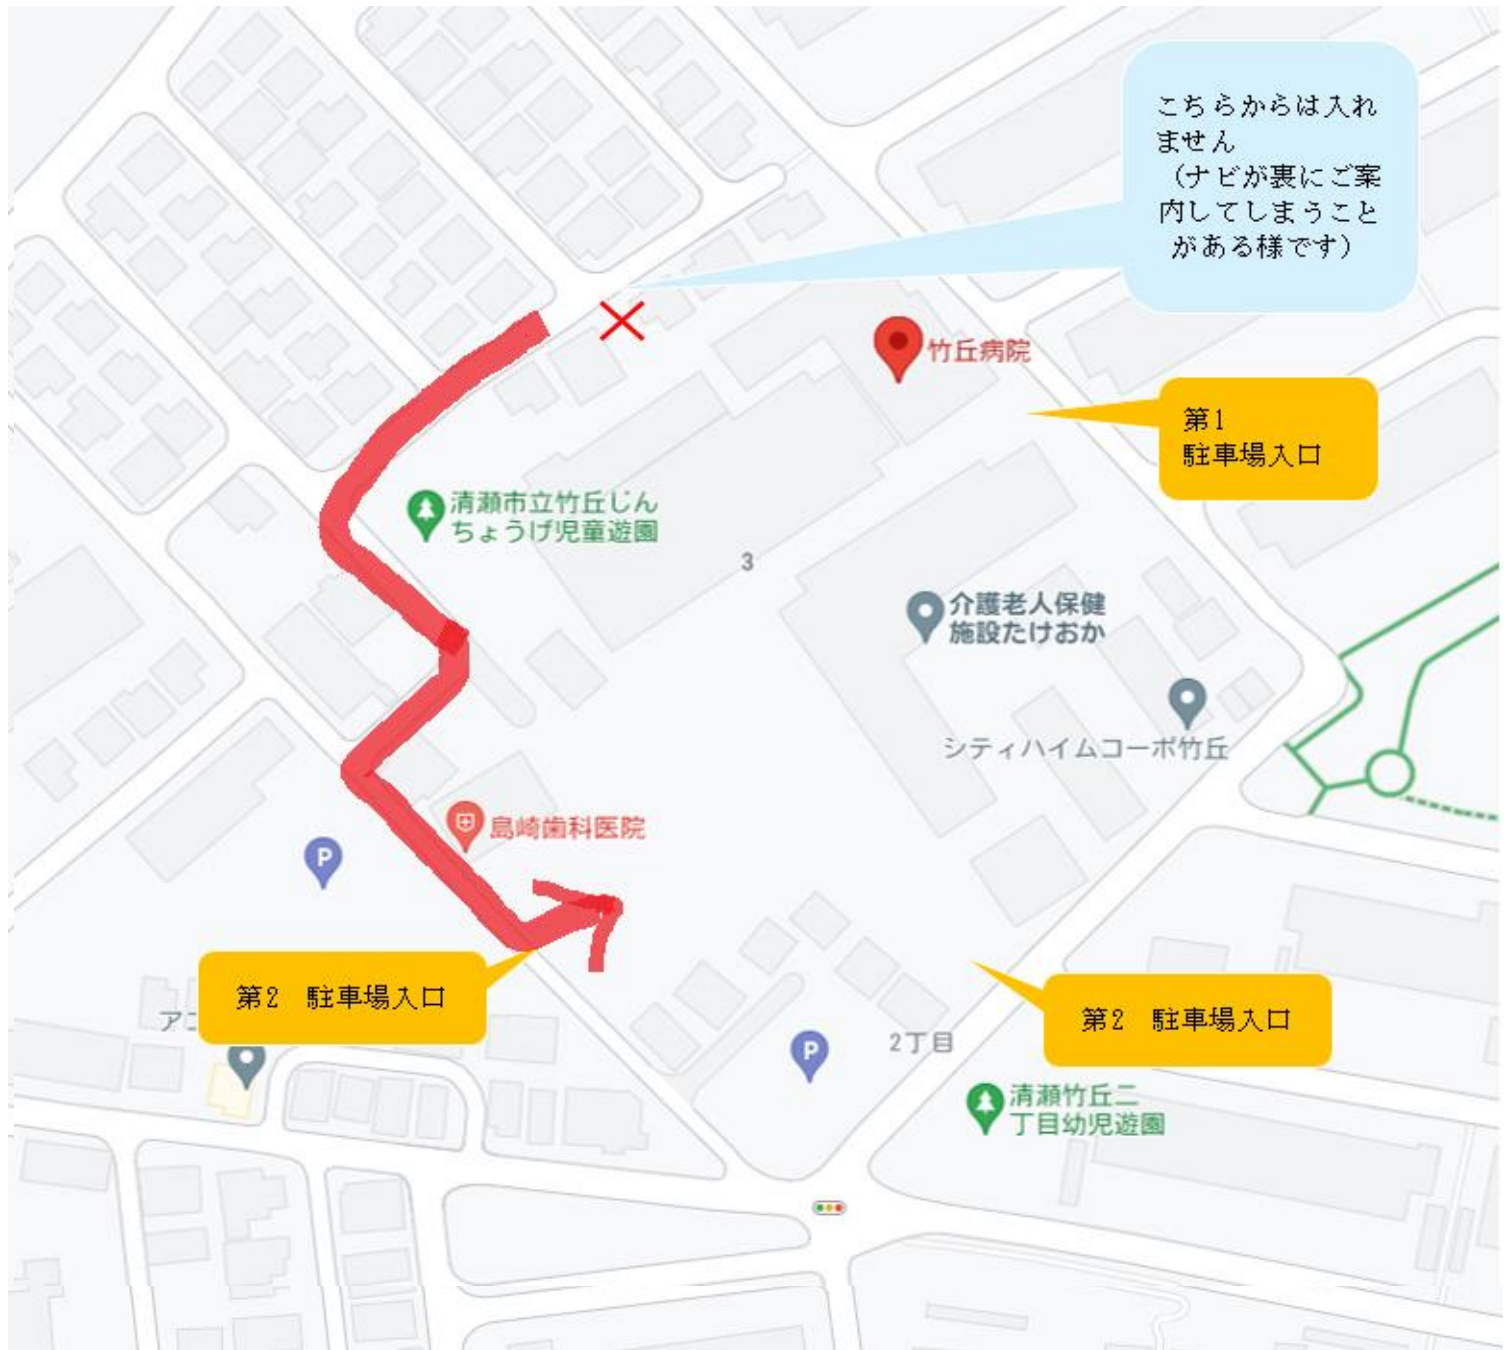 こちらからは入れ
ません
（ナビが裏にご案
内してしまうこと
がある様です）
竹丘病院
第1
駐車場入口
清瀬市立竹丘じん
ちょうげ児童遊園
3
介護老人保健
施設たけおか
シティハイムコーポ竹丘
島崎歯科医院
P
第2 駐車場入口
ア
第2 駐車場入口
2丁目
P
清瀬竹丘二
丁目幼児遊園